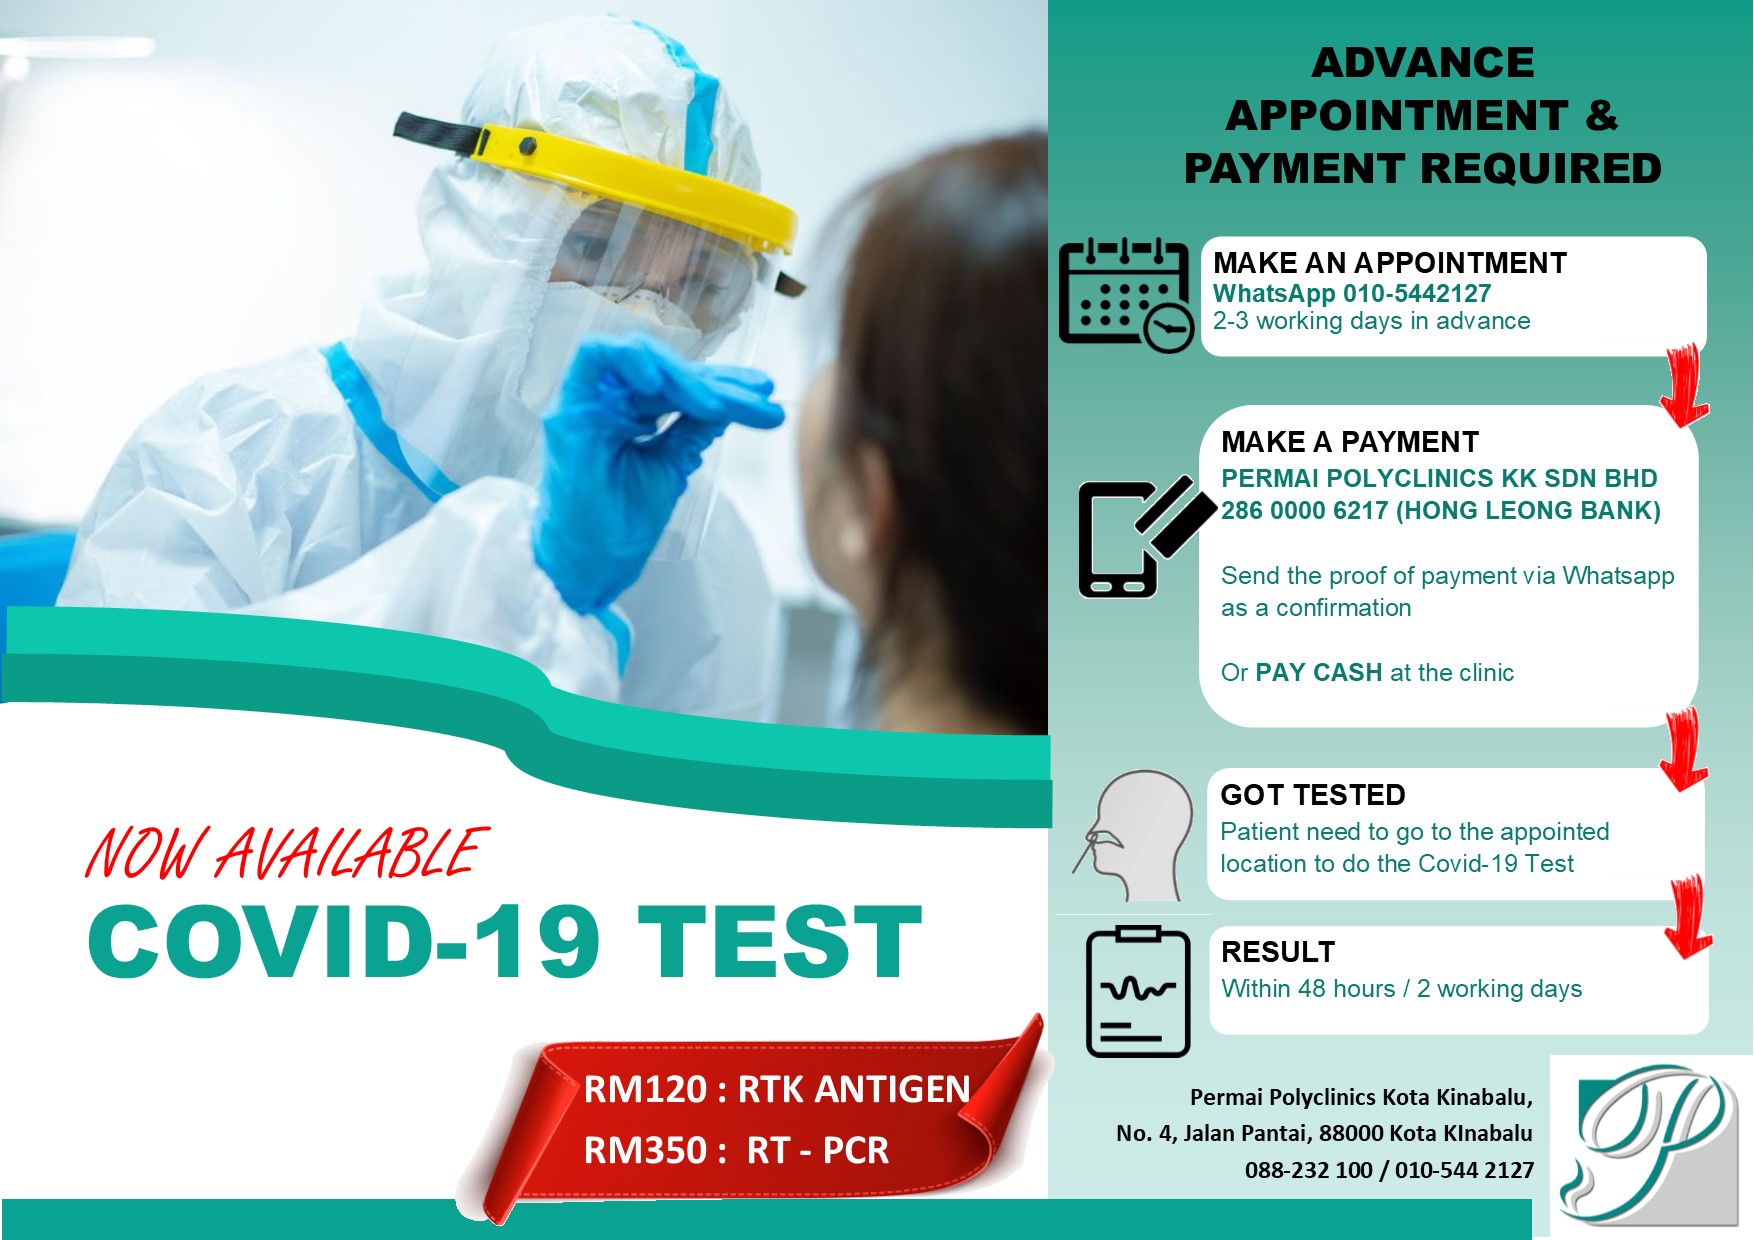 NOW AVAILABLE
COVID-19 TEST
RM120 : RTK ANTIGEN
RM350 : RT - PCR
ADVANCE
APPOINTMENT &
PAYMENT REQUIRED
MAKE AN APPOINTMENT
WhatsApp 010-5442127
2-3 working days in advance
MAKE A PAYMENT
PERMAI POLYCLINICS KK SDN BHD
286 0000 6217 (HONG LEONG BANK)
Send the proof of payment via Whatsapp
as a confirmation
Or PAY CASH at the clinic
GOT TESTED
Patient need to go to the appointed
location to do the Covid-19 Test
RESULT
Within 48 hours / 2 working days
Permai Polyclinics Kota Kinabalu,
No. 4, Jalan Pantai, 88000 Kota KInabalu
088-232 100 / 010-544 2127
P